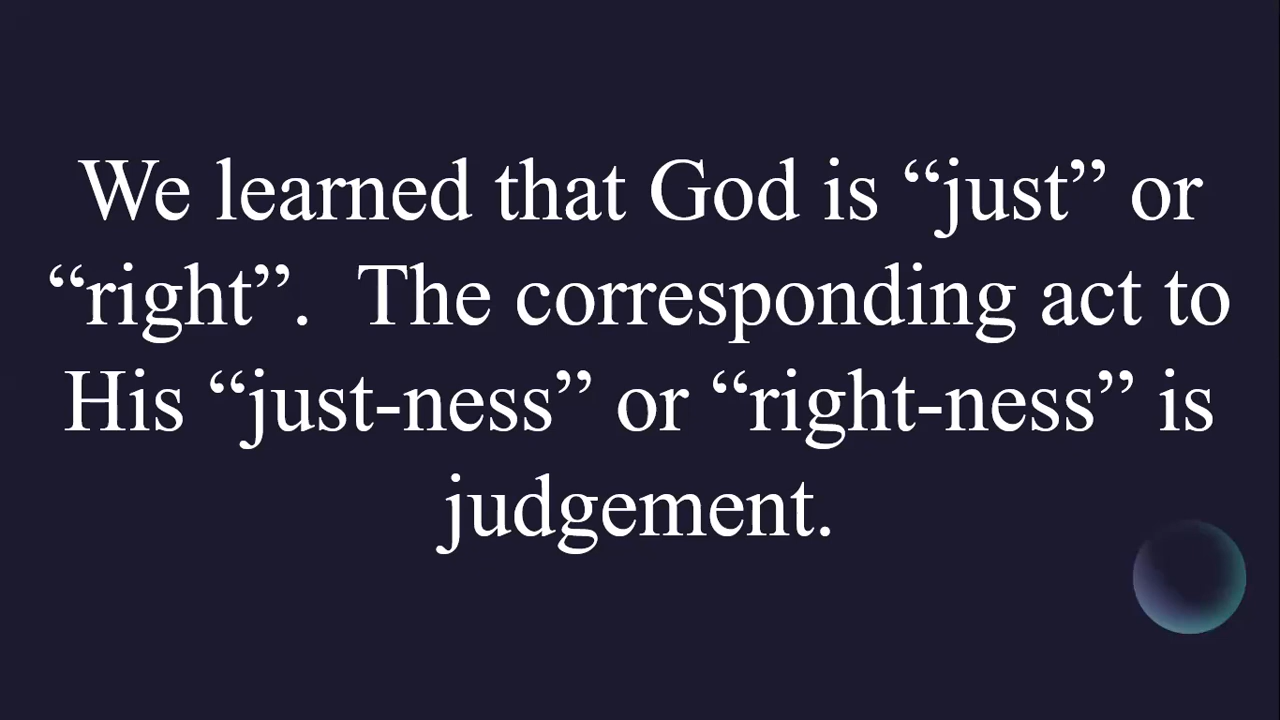 We learned that God is “just” or
“right”.  The corresponding act to
His “just-ness” or “right-ness” is
judgement.